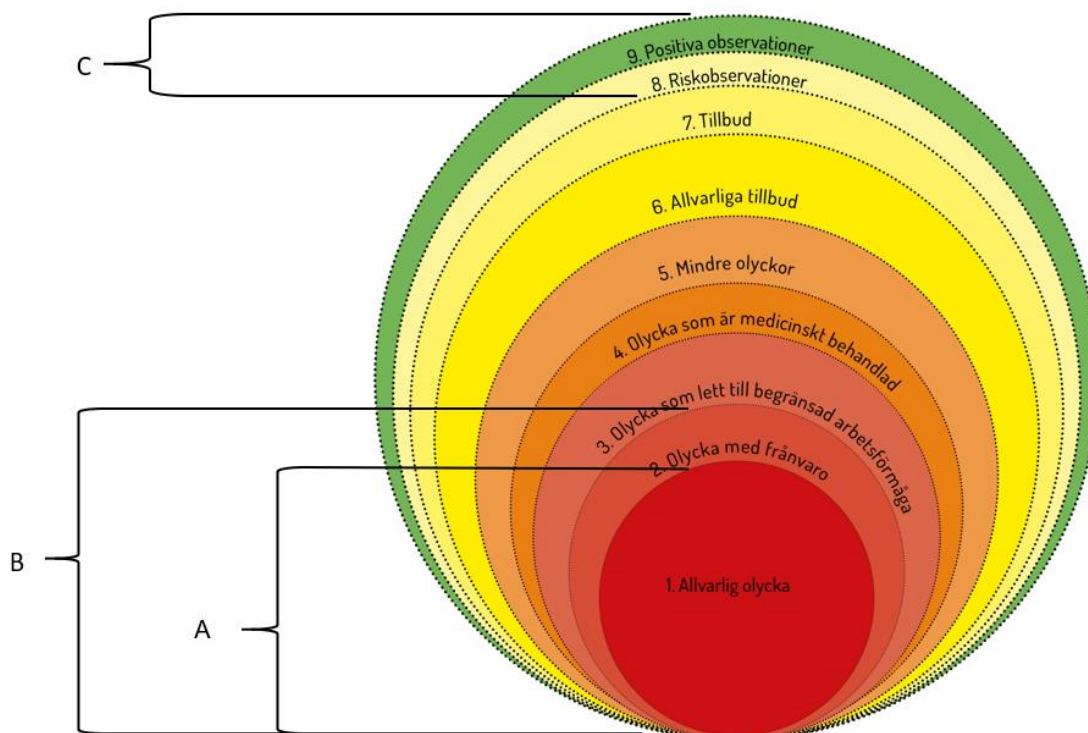 C
9. Positiva observationer
8. Riskobservationer
7. Tillbud
6. Allvarliga tillbud
5. Mindre olyckor
4. Olycka som är medicinskt behandlad
3. Olycka som lett till begränsad arbetsförmåga
2. Olycka med frånvaro
B
1. Allvarlig olycka
A